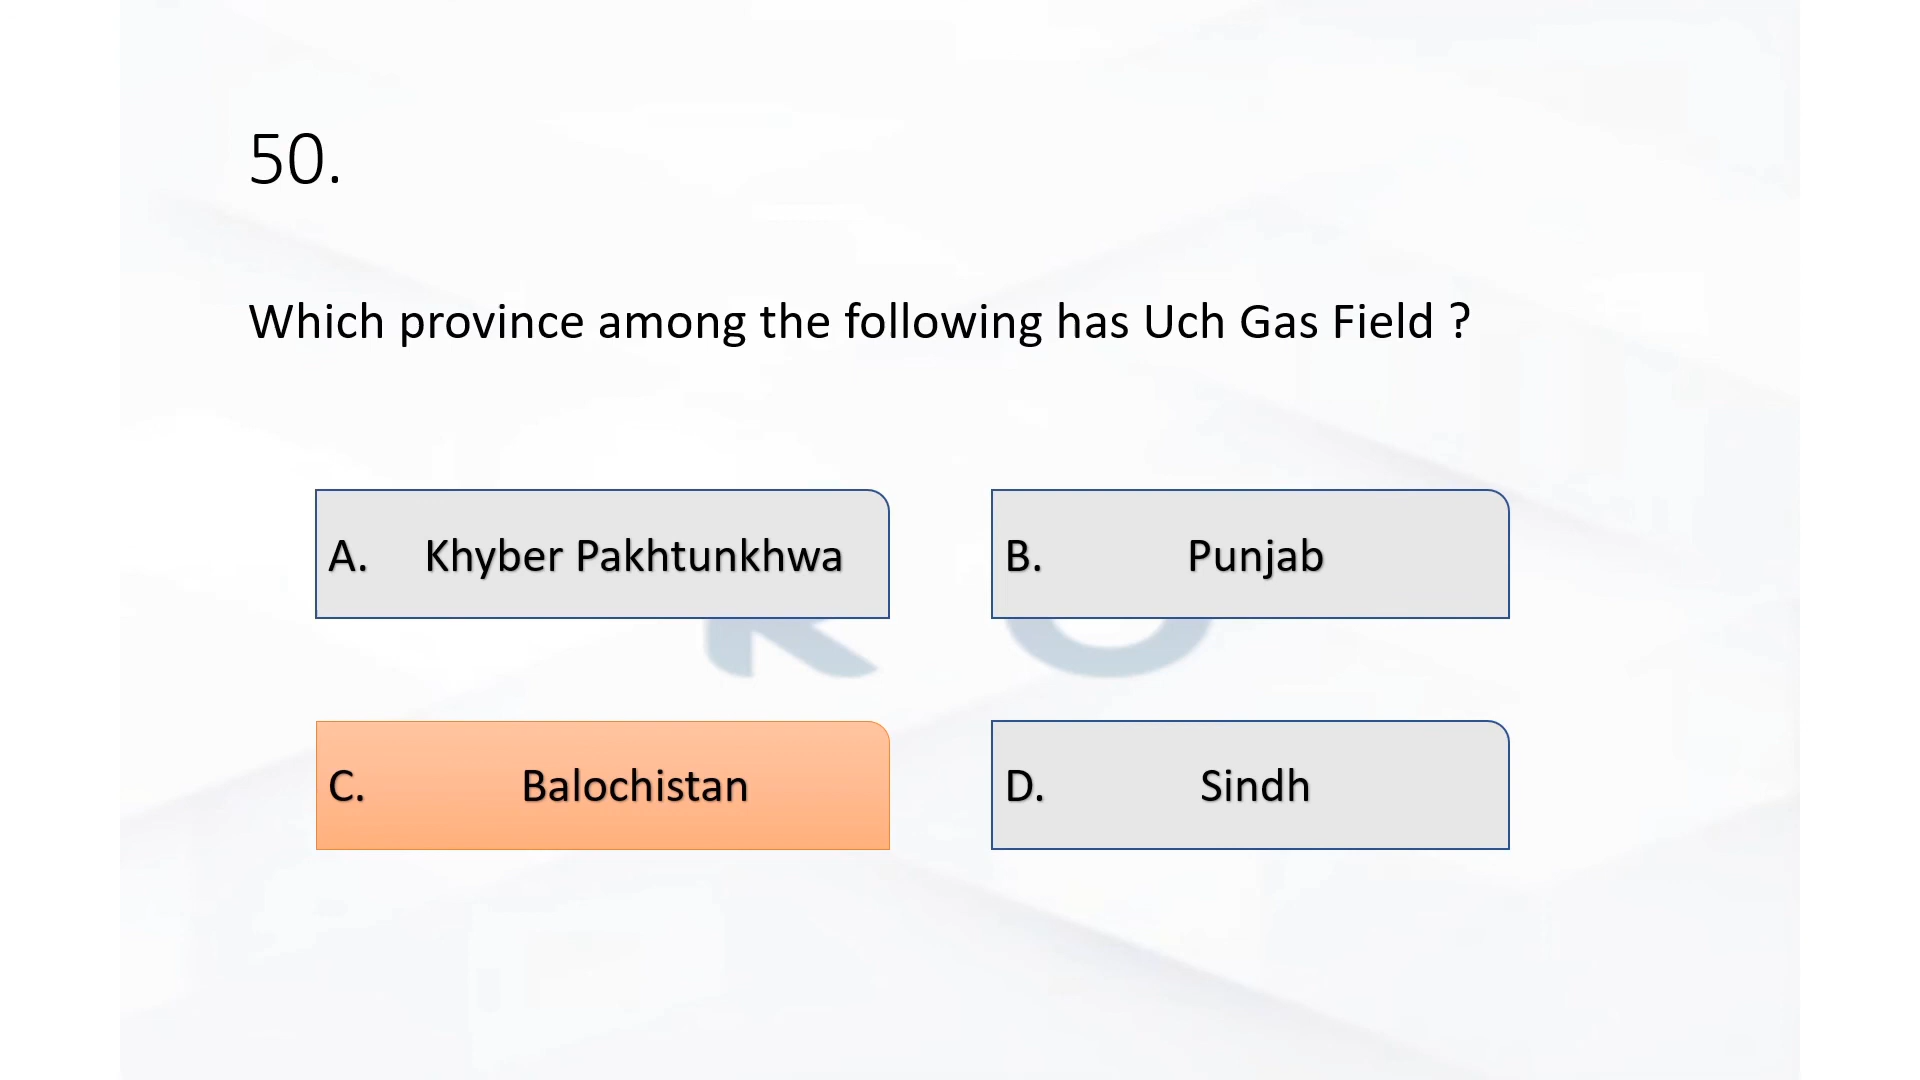 50.
Which province among the following has Uch Gas Field ?
A. Khyber Pakhtunkhwa
B. Punjab
C. Balochistan
D. Sindh